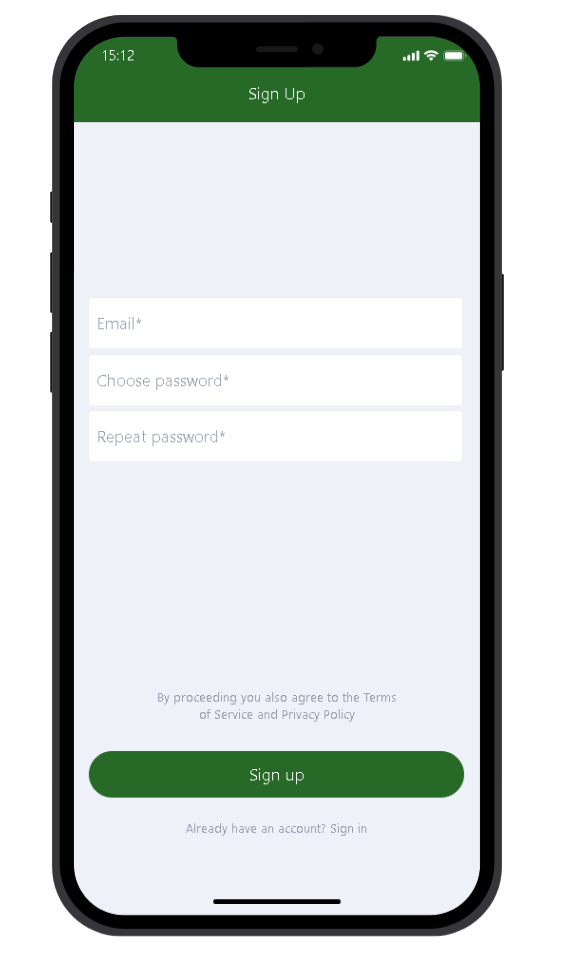 15:12
Sign Up
Email*
Choose password*
Repeat password*
By proceeding you also agree to the Terms
of Service and Privacy Policy
Sign up
Already have an account? Sign in